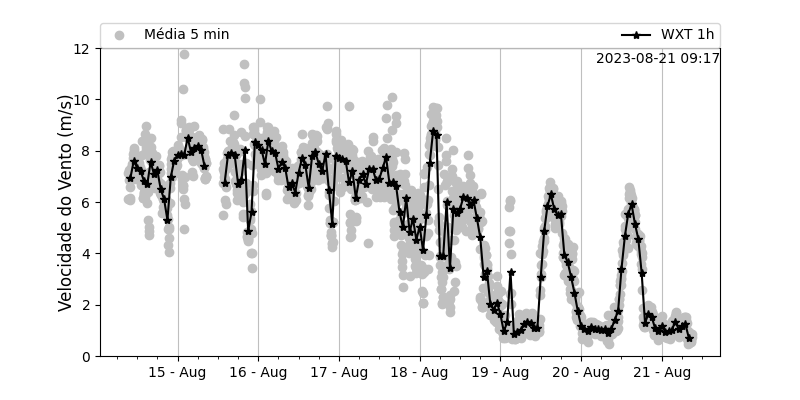 Média 5 min
WXT 1h
2023-08-21 09:17
Velocidade do Vento (m/s)
12
10
8
6
4
2
0
15 - Aug
16 - Aug
17 - Aug
18 - Aug
19 - Aug
20 - Aug
21 - Aug